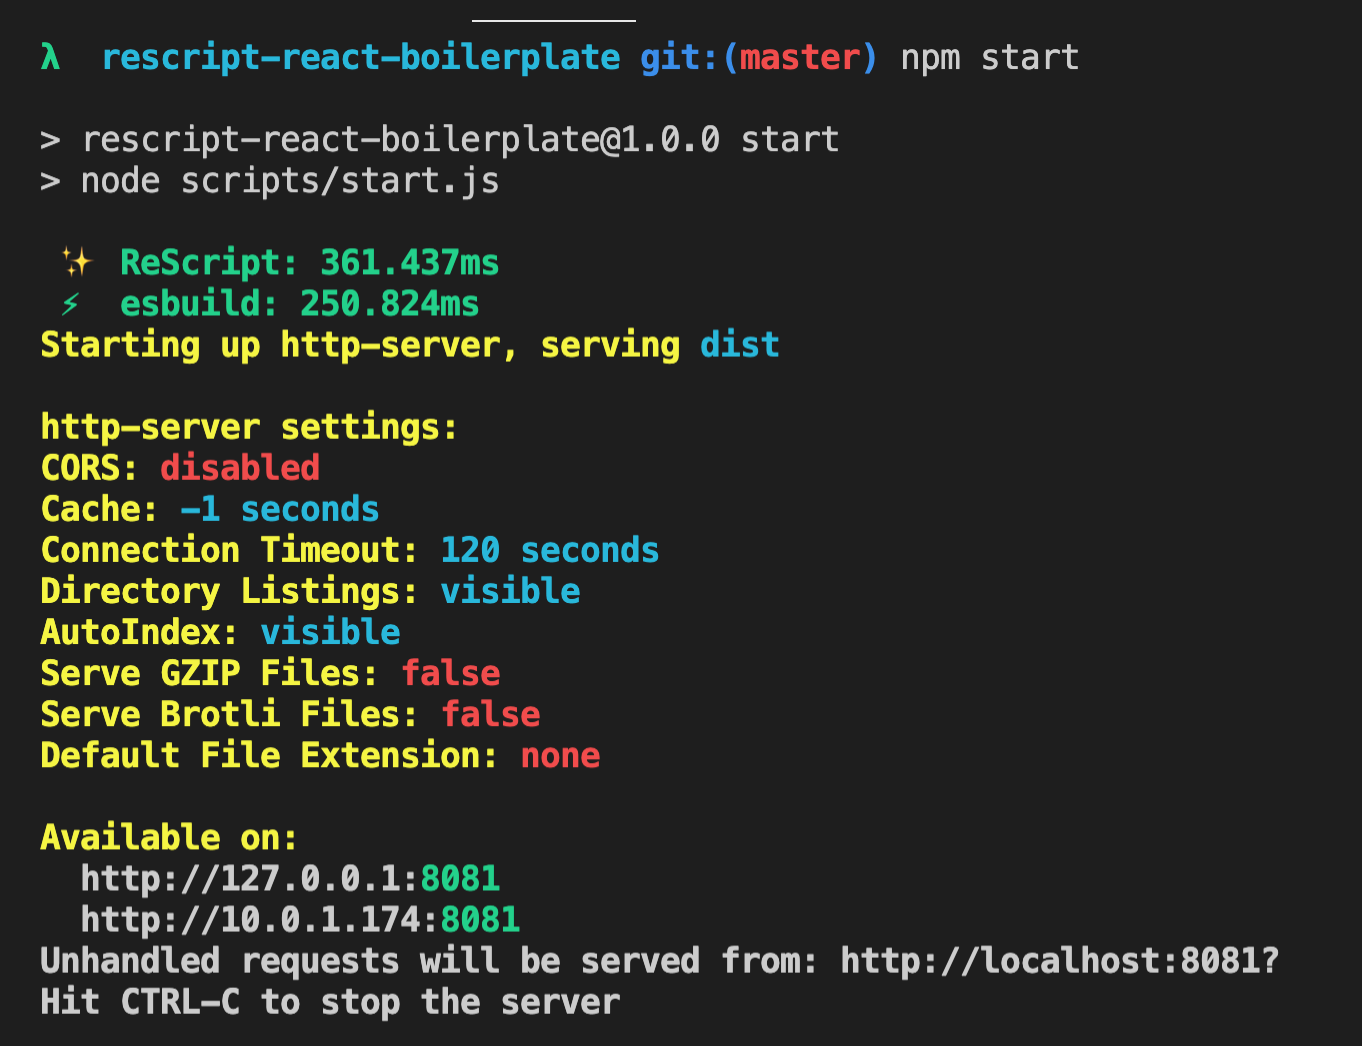 λ  rescript-react-boilerplate git:(master) npm start
> rescript-react-boilerplate@1.0.0 start
> node scripts/start.js
✨ ReScript: 361.437ms
⚡ esbuild: 250.824ms
Starting up http-server, serving dist
http-server settings:
CORS: disabled
Cache: -1 seconds
Connection Timeout: 120 seconds
Directory Listings: visible
AutoIndex: visible
Serve GZIP Files: false
Serve Brotli Files: false
Default File Extension: none
Available on:
http://127.0.0.1:8081
http://10.0.1.174:8081
Unhandled requests will be served from: http://localhost:8081?
Hit CTRL-C to stop the server